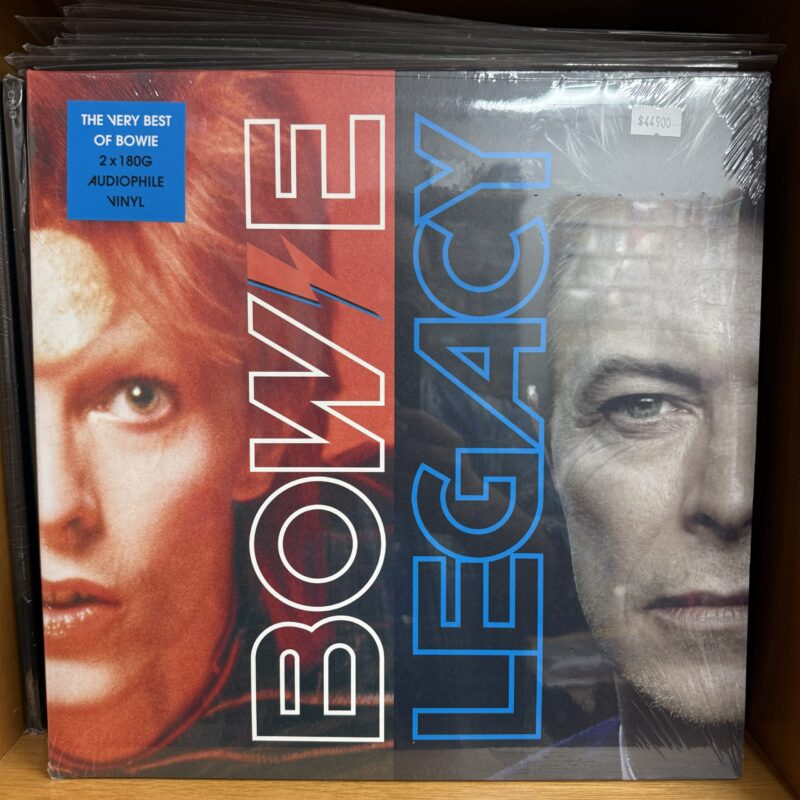 THE VERY BEST
OF BOWIE
2 x 180G
AUDIOPHILE
VINYL
$44900
BOWIE
LEGACY